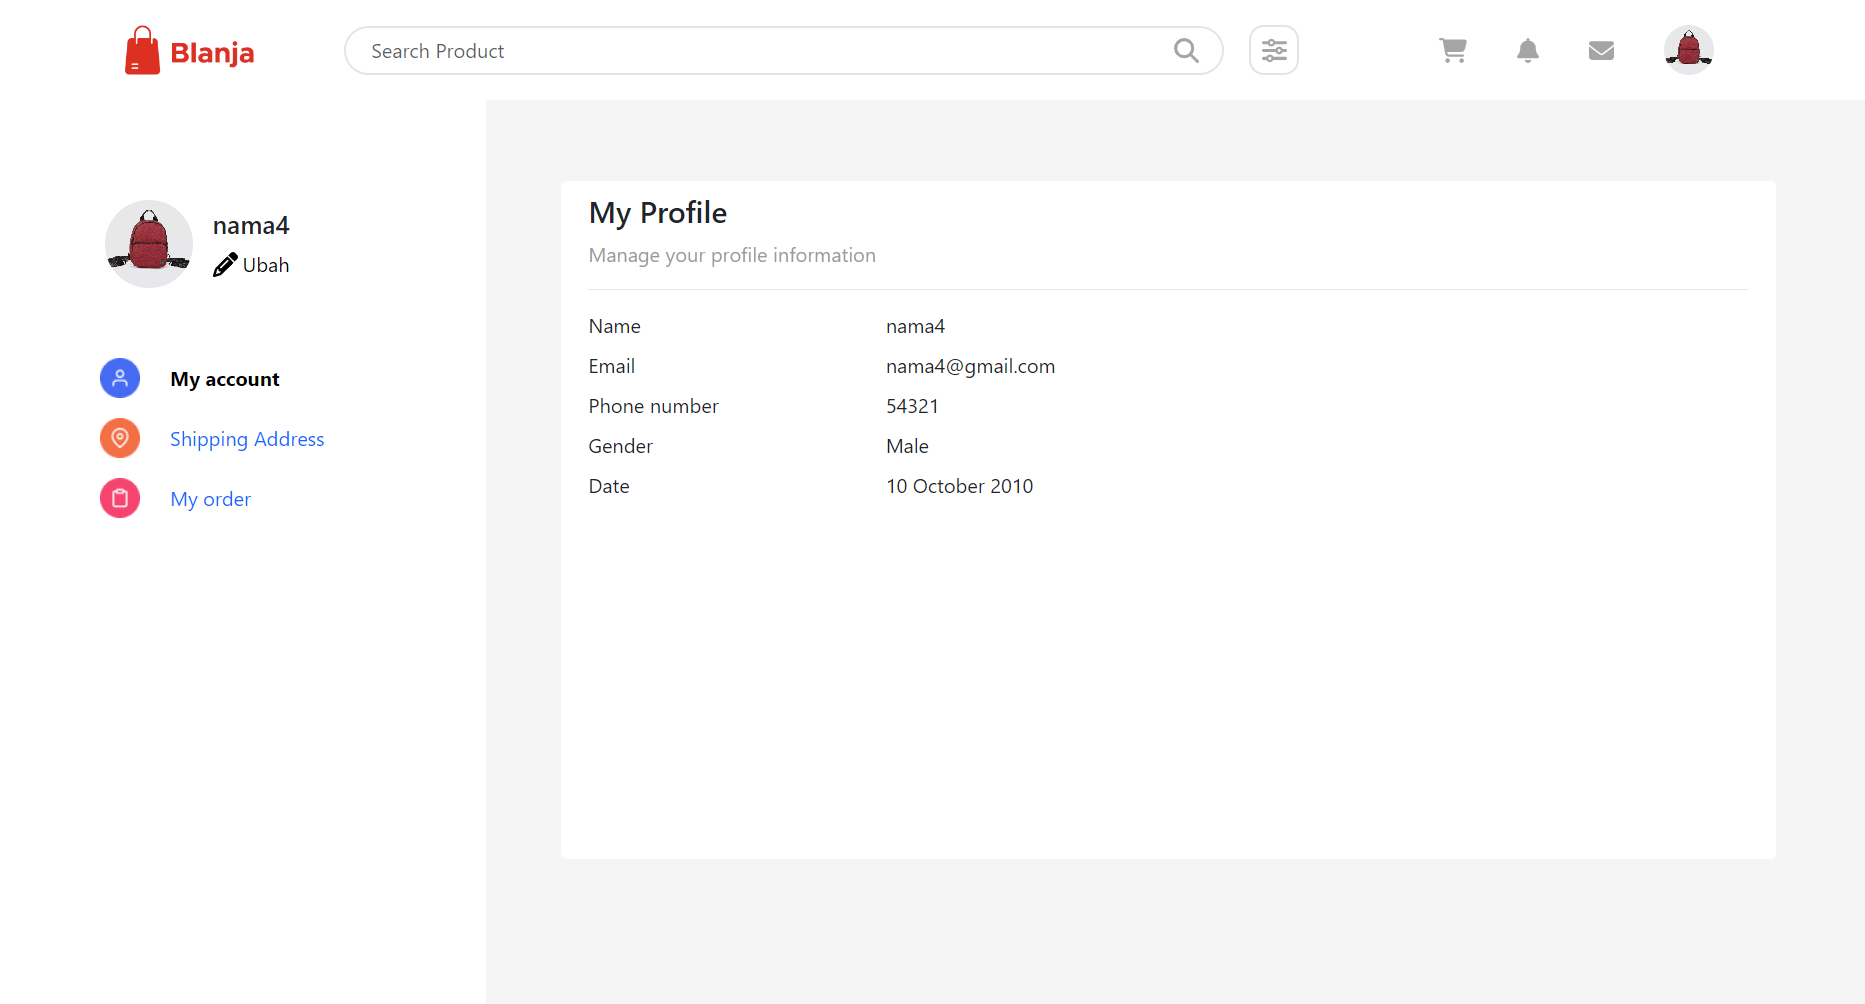 Blanja
Search Product
nama4
Ubah
My account
Shipping Address
My order
My Profile
Manage your profile information
Name nama4
Email nama4@gmail.com
Phone number 54321
Gender Male
Date 10 October 2010